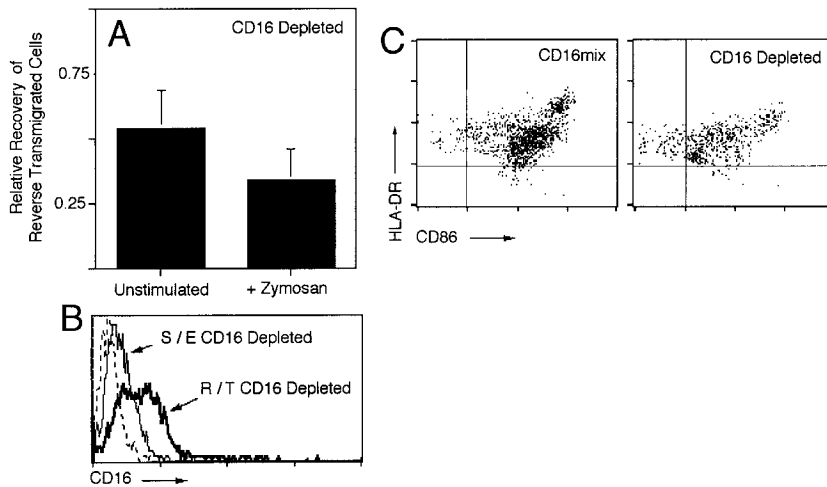 A
CD16 Depleted
Relative Recovery of
Reverse Transmigrated Cells
0.75
0.25
Unstimulated
+ Zymosan
B
S / E CD16 Depleted
R / T CD16 Depleted
CD16
C
CD16mix
CD16 Depleted
HLA-DR
CD86